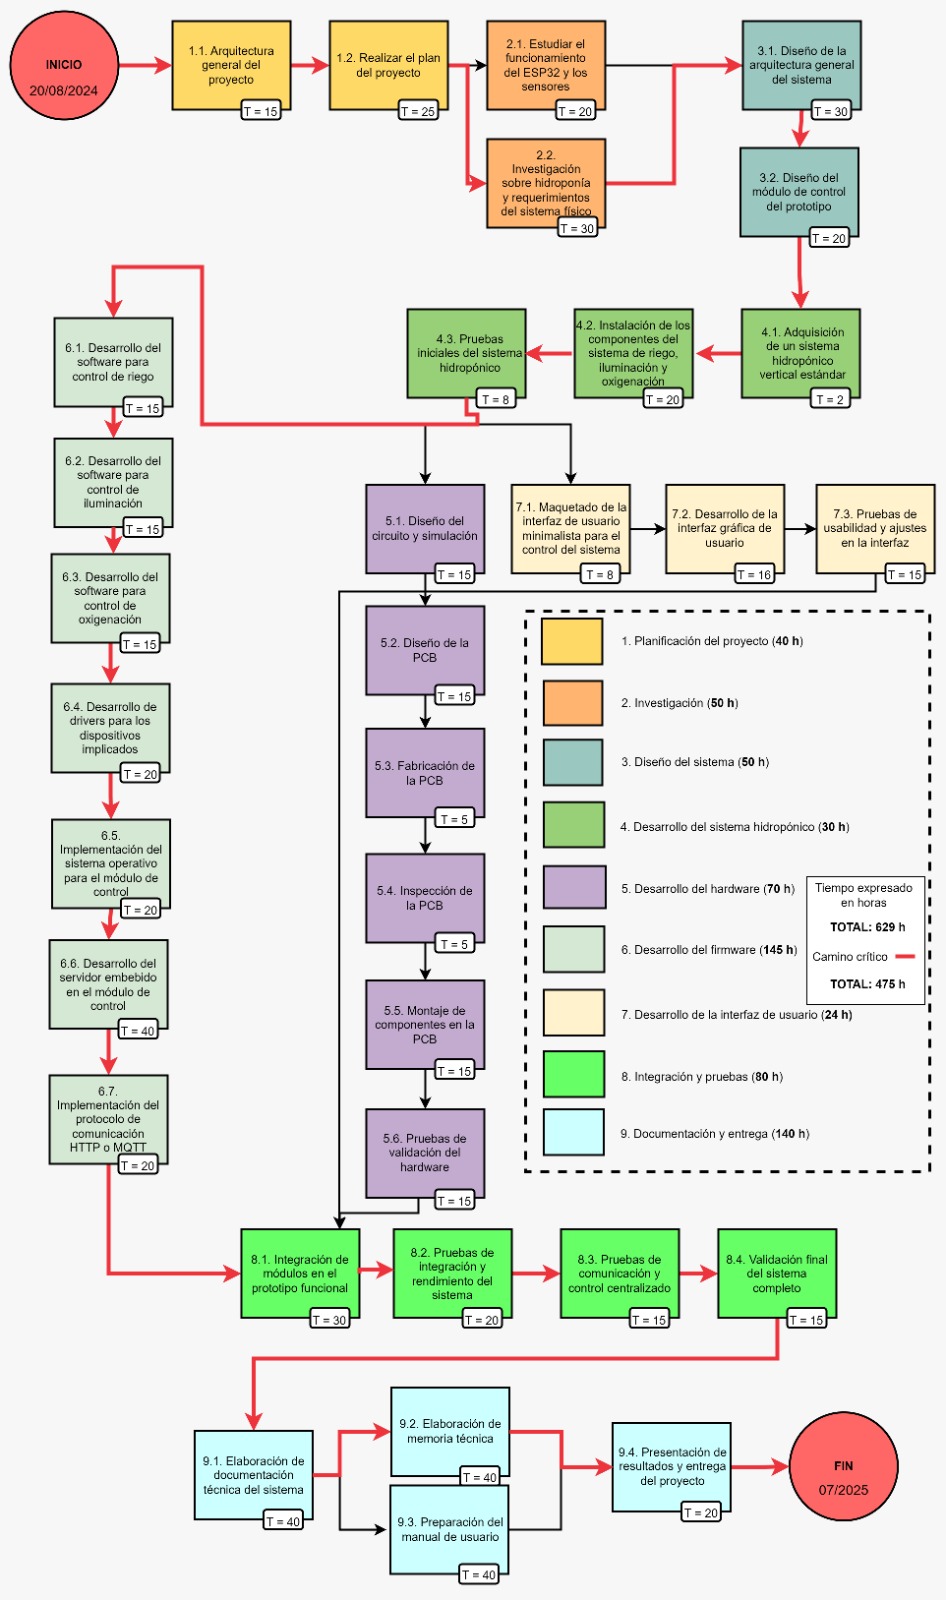 INICIO
20/08/2024
1.1. Arquitectura
general del
proyecto
T = 15
1.2. Realizar el plan
del proyecto
T = 25
2.1. Estudiar el
funcionamiento
del ESP32 y los
sensores
T = 20
3.1. Diseño de la
arquitectura general
del sistema
T = 30
2.2.
Investigación
sobre hidroponía
y requerimientos
del sistema físico
T = 30
3.2. Diseño del
módulo de control
del prototipo
T = 20
4.3. Pruebas
iniciales del sistema
hidropónico
T = 8
4.2. Instalación de los
componentes del
sistema de riego,
iluminación y
oxigenación
T = 20
4.1. Adquisición
de un sistema
hidropónico
vertical estándar
T = 2
6.1. Desarrollo del
software para
control de riego
T = 15
6.2. Desarrollo del
software para
control de
iluminación
T = 15
6.3. Desarrollo del
software para
control de
oxigenación
T = 15
6.4. Desarrollo de
drivers para los
dispositivos
implicados
T = 20
6.5.
Implementación del
sistema operativo
para el módulo de
control
T = 20
6.6. Desarrollo del
servidor embebido
en el módulo de
control
T = 40
6.7.
Implementación del
protocolo de
comunicación
HTTP o MQTT
T = 20
5.1. Diseño del
circuito y simulación
T = 15
7.1. Maquetado de la
interfaz de usuario
minimalista para el
control del sistema
T = 8
7.2. Desarrollo de la
interfaz gráfica de
usuario
T = 16
7.3. Pruebas de
usabilidad y ajustes
en la interfaz
T = 15
5.2. Diseño de la
PCB
T = 15
5.3. Fabricación de
la PCB
T = 5
5.4. Inspección de
la PCB
T = 5
5.5. Montaje de
componentes en la
PCB
T = 15
5.6. Pruebas de
validación del
hardware
T = 15
1. Planificación del proyecto (40 h)
2. Investigación (50 h)
3. Diseño del sistema (50 h)
4. Desarrollo del sistema hidropónico (30 h)
5. Desarrollo del hardware (70 h)
6. Desarrollo del firmware (145 h)
7. Desarrollo de la interfaz de usuario (24 h)
8. Integración y pruebas (80 h)
9. Documentación y entrega (140 h)
Tiempo expresado
en horas
TOTAL: 629 h
Camino crítico
TOTAL: 475 h
8.1. Integración de
módulos en el
prototipo funcional
T = 30
8.2. Pruebas de
integración y
rendimiento del
sistema
T = 20
8.3. Pruebas de
comunicación y
control centralizado
T = 15
8.4. Validación final
del sistema
completo
T = 15
9.1. Elaboración de
documentación
técnica del sistema
T = 40
9.2. Elaboración de
memoria técnica
T = 40
9.3. Preparación del
manual de usuario
T = 40
9.4. Presentación de
resultados y entrega
del proyecto
T = 20
FIN
07/2025